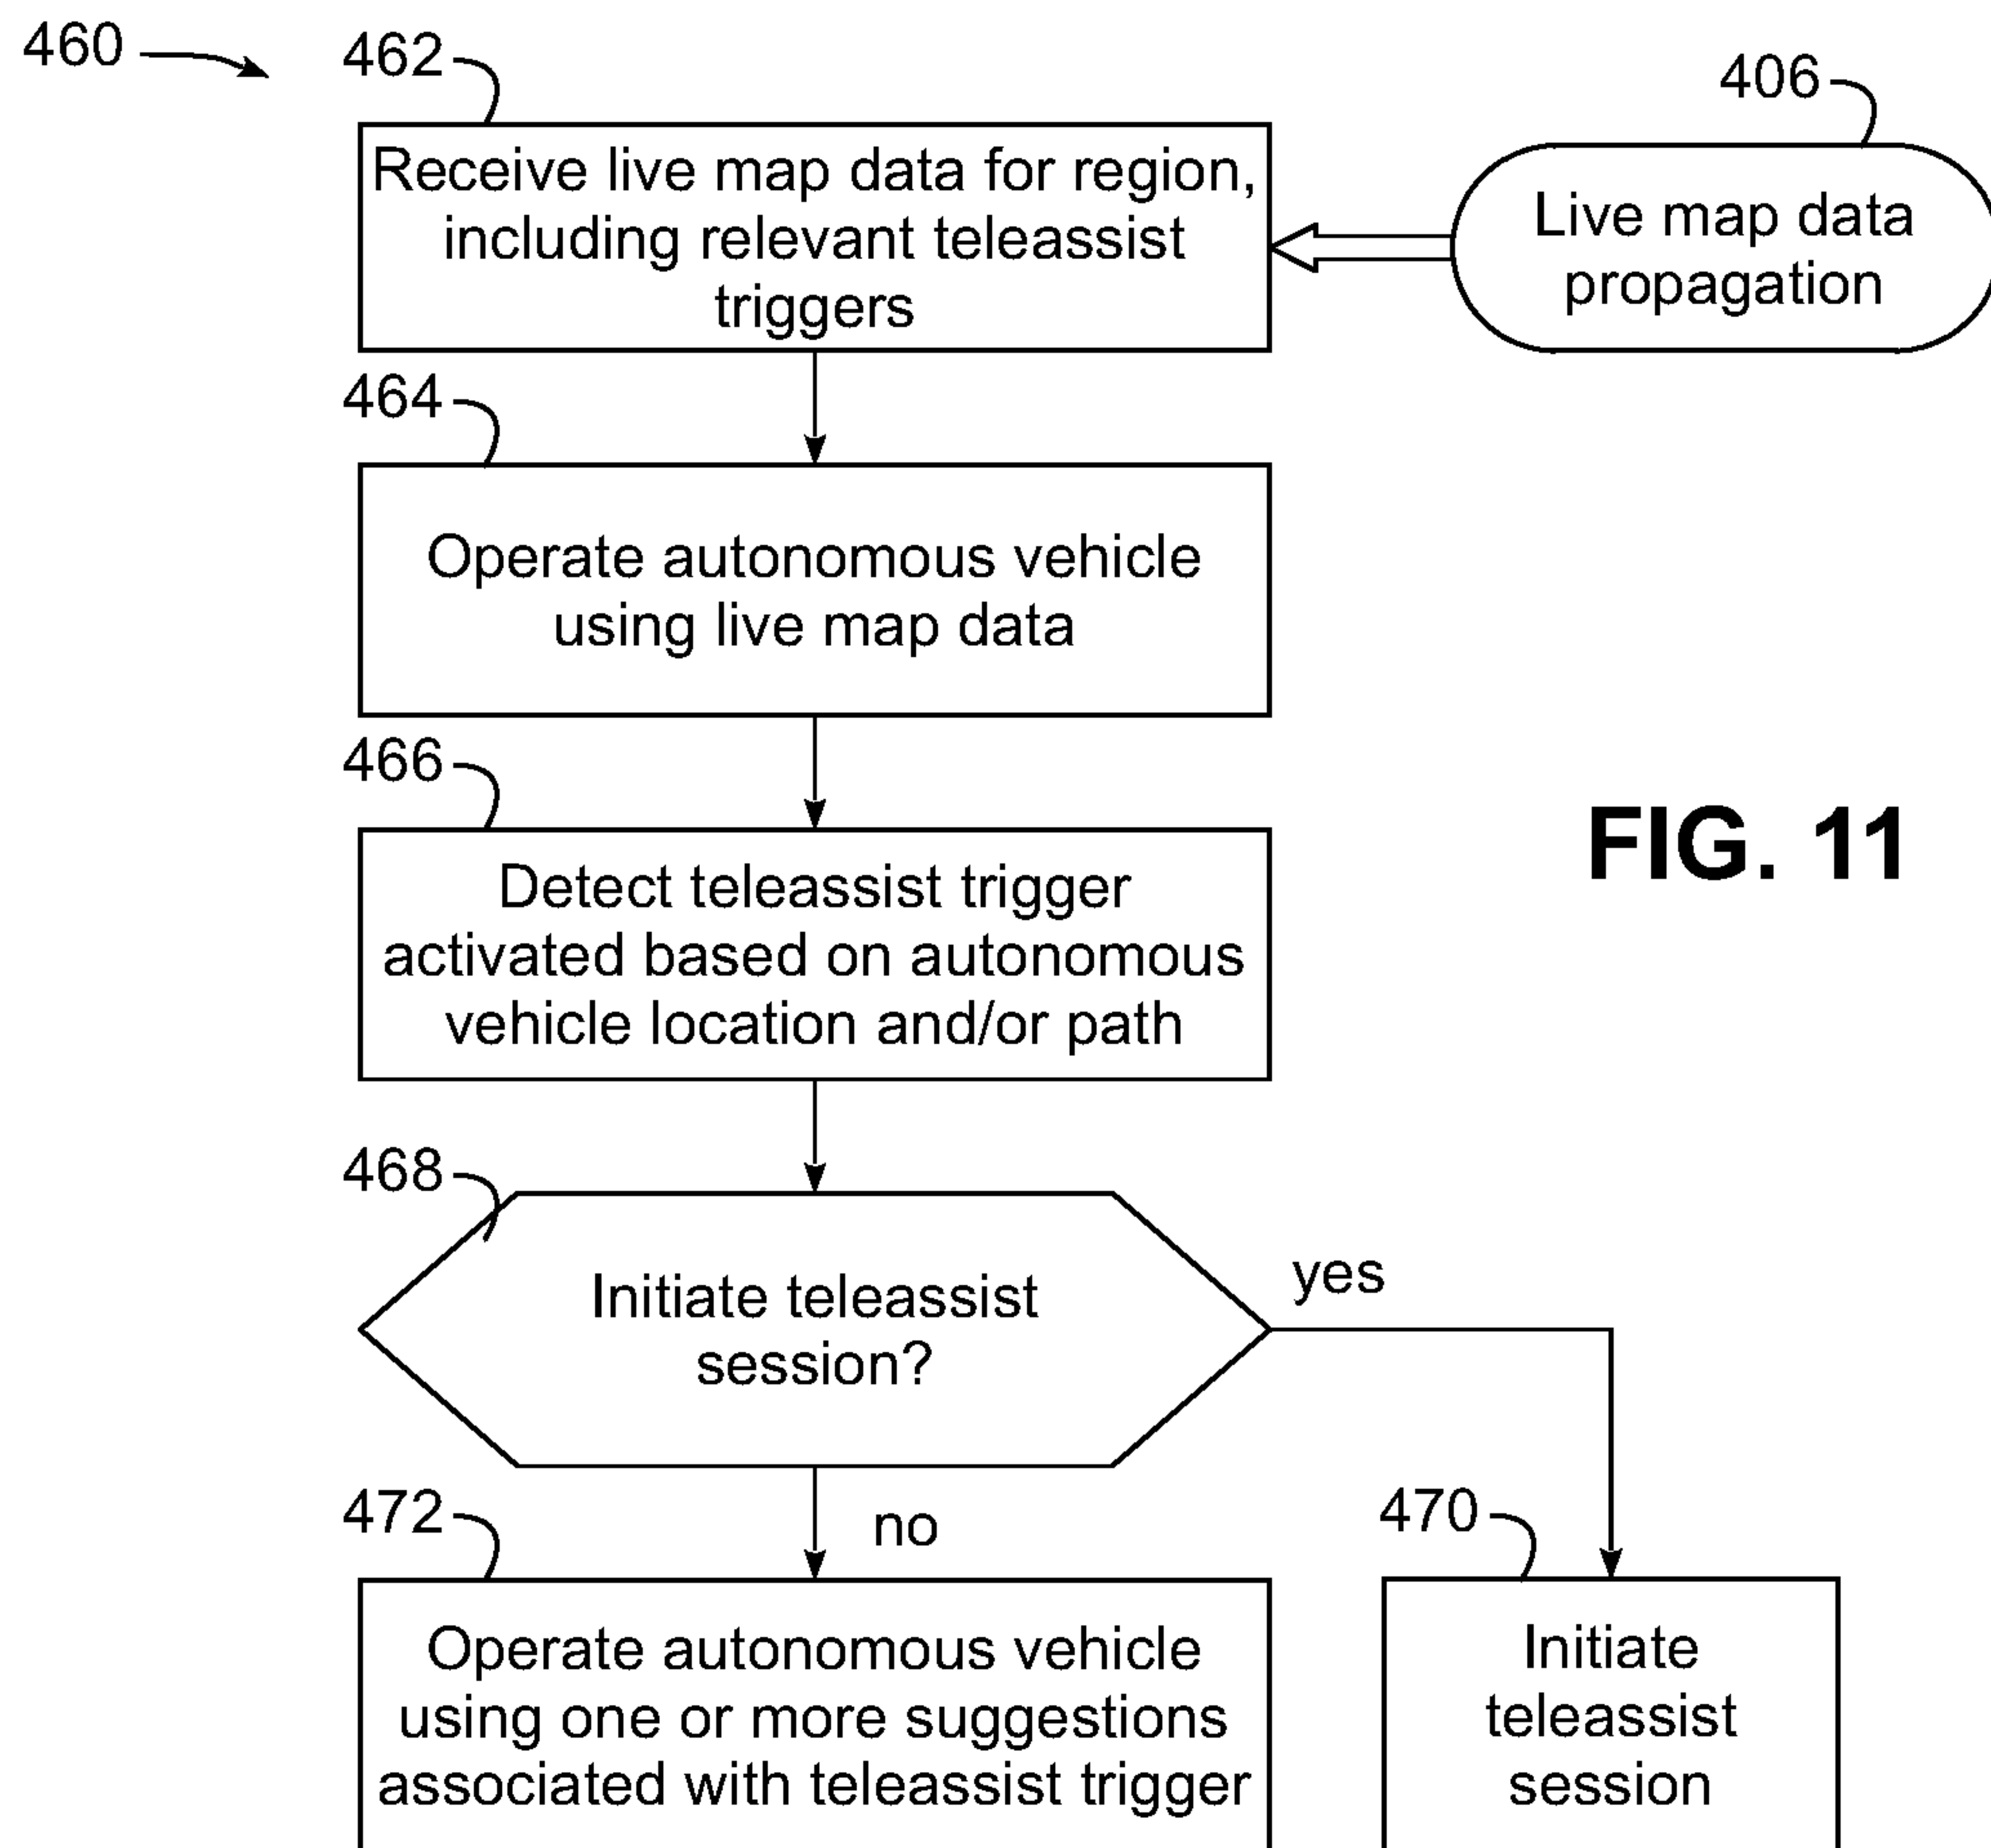 460
462
406
Receive live map data for region,
including relevant teleassist
triggers
Live map data
propagation
464
Operate autonomous vehicle
using live map data
466
FIG. 11
Detect teleassist trigger
activated based on autonomous
vehicle location and/or path
468
Initiate teleassist
session?
yes
no
472
Operate autonomous vehicle
using one or more suggestions
associated with teleassist trigger
470
Initiate
teleassist
session